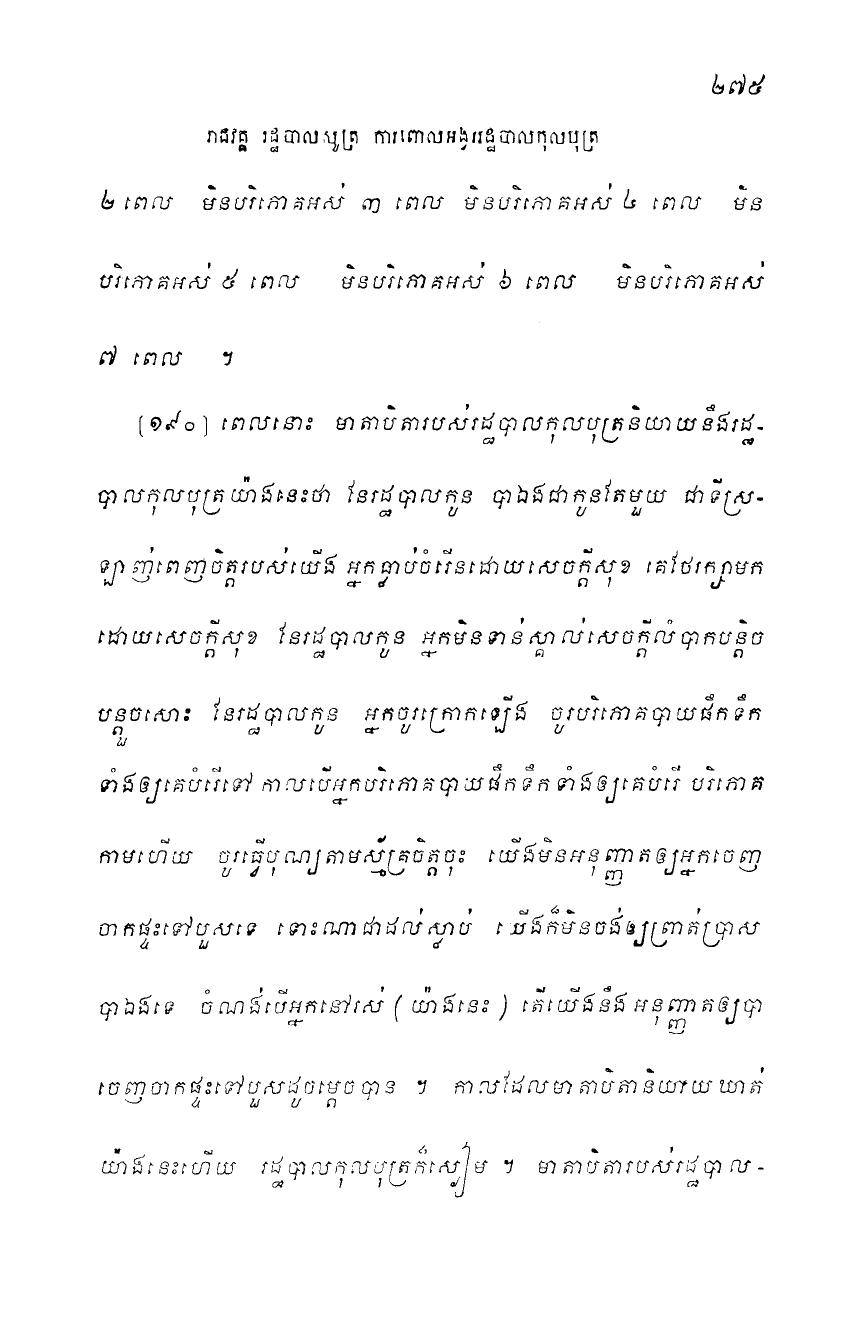 ២៧៥
រាជវគ្គ រដ្ឋបាលសូត្រ ការពោលអង្វររដ្ឋបាលកុលបុត្រ
២ ពេល មិនបរិភោគអស់ ៣ ពេល មិនបរិភោគអស់ ៤ ពេល មិន
បរិភោគអស់ ៥ ពេល មិនបរិភោគអស់ ៦ ពេល មិនបរិភោគអស់
៧ ពេល ។
[១៩០] ពេលនោះ មាតាបិតារបស់រដ្ឋបាលកុលបុត្រនិយាយនឹងរដ្ឋ-
បាលកុលបុត្រយ៉ាងនេះថា នែរដ្ឋបាលកូន បាឯងជាកូនតែមួយ ជាទីស្រ-
ឡាញ់ពេញចិត្តរបស់យើង អ្នកធ្លាប់ចំរើនដោយសេចក្តីសុខ គេថែរក្សាមក
ដោយសេចក្តីសុខ នែរដ្ឋបាលកូន អ្នកមិនទាន់ស្គាល់សេចក្តីលំបាកបន្តិច
បន្តួចសោះ នែរដ្ឋបាលកូន អ្នកចូរក្រោកឡើង ចូរបរិភោគបាយផឹកទឹក
ទាំងឲ្យគេបំរើទៅ កាលបើអ្នកបរិភោគបាយផឹកទឹក ទាំងឲ្យគេបំរើ បរិភោគ
កាមហើយ ចូរធ្វើបុណ្យតាមស្ម័គ្រចិត្តចុះ យើងមិនអនុញ្ញាតឲ្យអ្នកចេញ
ចាកផ្ទះទៅបួសទេ ទោះណាជាដល់ស្លាប់ យើងក៏មិនចង់ឲ្យព្រាត់ប្រាស
បាឯងទេ ចំណង់បើអ្នកនៅរស់ (យ៉ាងនេះ) តើយើងនឹងអនុញ្ញាតឲ្យបា
ចេញចាកផ្ទះទៅបួសដូចម្តេចបាន ។ កាលដែលមាតាបិតានិយាយឃាត់
យ៉ាងនេះហើយ រដ្ឋបាលកុលបុត្រក៏ស្ងៀម ។ មាតាបិតារបស់រដ្ឋបាល-